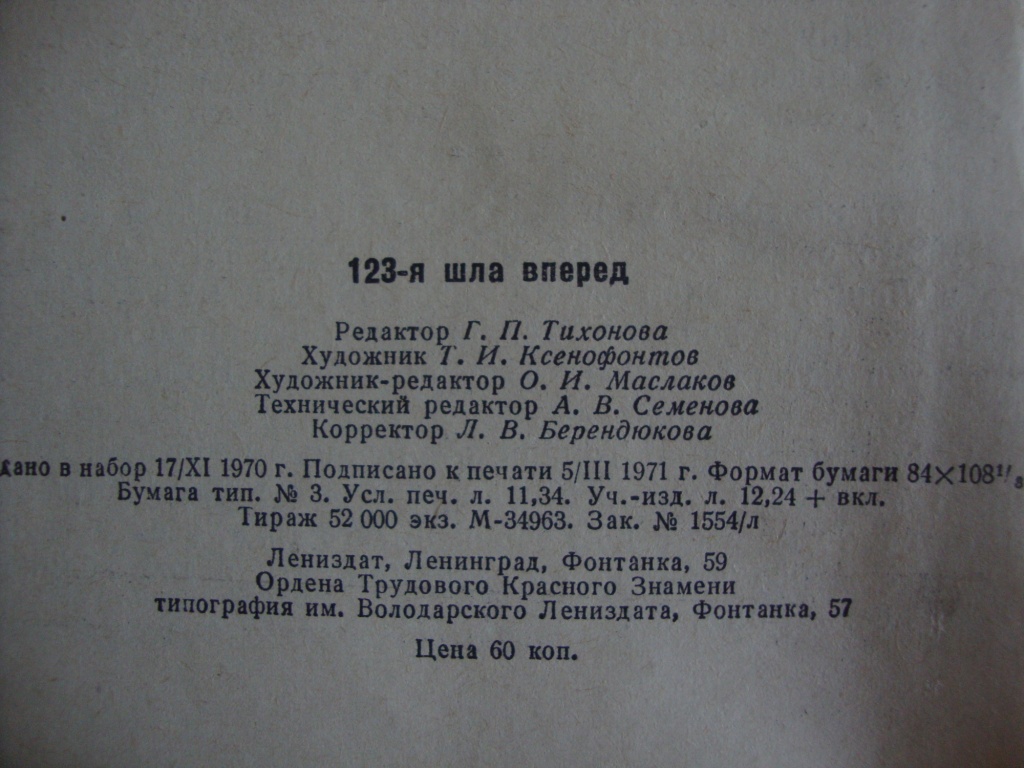 123-я шла вперед
Редактор Г. П. Тихонова
Художник Т. И. Ксенофонтов
Художник-редактор О. И. Маслаков
Технический редактор А. В. Семенова
Корректор Л. В. Берендюкова
дано в набор 17/XI 1970 г. Подписано к печати 5/III 1971 г. Формат бумаги 84×108¹/₃
Бумага тип. № 3. Усл. печ. л. 11,34. Уч.-изд. л. 12,24 + вкл.
Тираж 52 000 экз. М-34963. Зак. № 1554/л
Лениздат, Ленинград, Фонтанка, 59
Ордена Трудового Красного Знамени
типография им. Володарского Лениздата, Фонтанка, 57
Цена 60 коп.